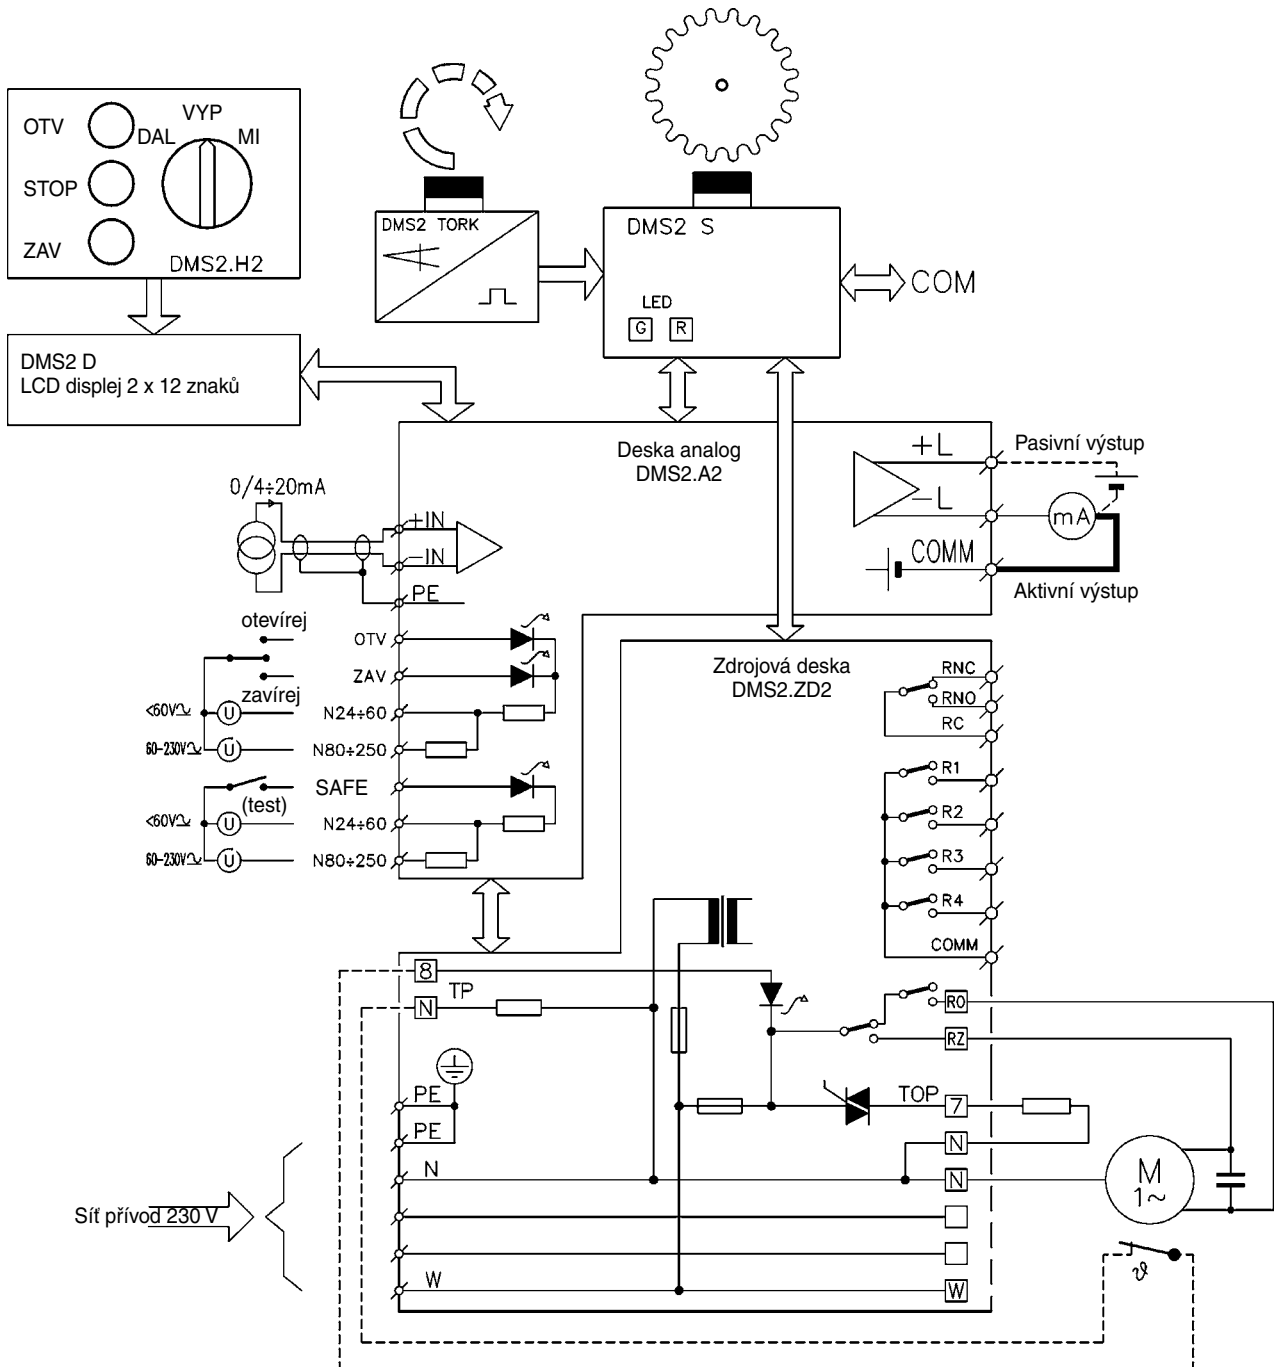 OTV
STOP
ZAV
DAL
VYP
MI
DMS2.H2
DMS2 TORK
DMS2 S
LED
G
R
COM
DMS2 D
LCD displej 2 x 12 znaků
Deska analog
DMS2.A2
+L
−L
COMM
Pasivní výstup
mA
Aktivní výstup
0/4÷20mA
+IN
−IN
PE
otevírej
OTV
ZAV
zavírej
<60V
U
N24÷60
60-230V
U
N80÷250
SAFE
(test)
<60V
U
N24÷60
60-230V
U
N80÷250
Zdrojová deska
DMS2.ZD2
RNC
RNO
RC
R1
R2
R3
R4
COMM
8
TP
N
RO
RZ
PE
PE
TOP
7
N
N
N
M
1~
Síť přívod 230 V
W
W
ϑ